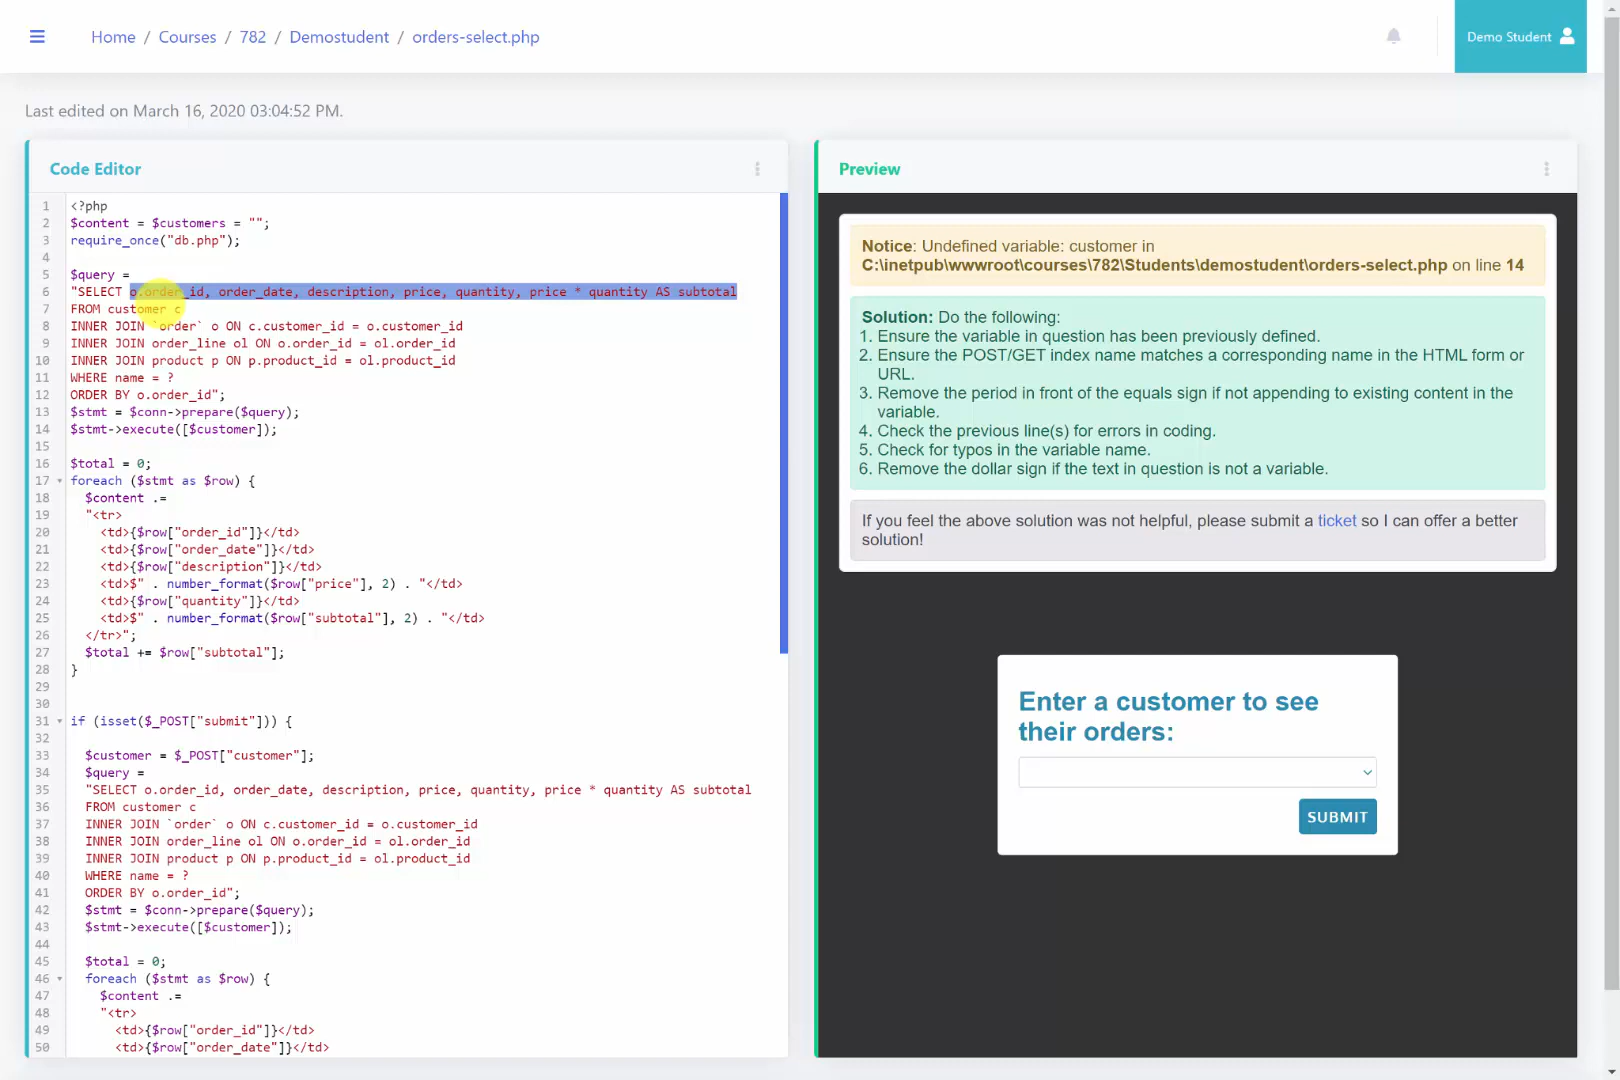 Home / Courses / 782 / Demostudent / orders-select.php
Demo Student
Last edited on March 16, 2020 03:04:52 PM.
Code Editor
1 <?php
2 $content = $customers = "";
3 require_once("db.php");
4
5 $query =
6 "SELECT o.order_id, order_date, description, price, quantity, price * quantity AS subtotal
7 FROM customer c
8 INNER JOIN `order` o ON c.customer_id = o.customer_id
9 INNER JOIN order_line ol ON o.order_id = ol.order_id
10 INNER JOIN product p ON p.product_id = ol.product_id
11 WHERE name = ?
12 ORDER BY o.order_id";
13 $stmt = $conn->prepare($query);
14 $stmt->execute([$customer]);
15
16 $total = 0;
17 foreach ($stmt as $row) {
18 $content .=
19 "<tr>
20 <td>{$row["order_id"]}</td>
21 <td>{$row["order_date"]}</td>
22 <td>{$row["description"]}</td>
23 <td>$" . number_format($row["price"], 2) . "</td>
24 <td>{$row["quantity"]}</td>
25 <td>$" . number_format($row["subtotal"], 2) . "</td>
26 </tr>";
27 $total += $row["subtotal"];
28 }
29
30
31 if (isset($_POST["submit"])) {
32
33 $customer = $_POST["customer"];
34 $query =
35 "SELECT o.order_id, order_date, description, price, quantity, price * quantity AS subtotal
36 FROM customer c
37 INNER JOIN `order` o ON c.customer_id = o.customer_id
38 INNER JOIN order_line ol ON o.order_id = ol.order_id
39 INNER JOIN product p ON p.product_id = ol.product_id
40 WHERE name = ?
41 ORDER BY o.order_id";
42 $stmt = $conn->prepare($query);
43 $stmt->execute([$customer]);
44
45 $total = 0;
46 foreach ($stmt as $row) {
47 $content .=
48 "<tr>
49 <td>{$row["order_id"]}</td>
50 <td>{$row["order_date"]}</td>
Preview
Notice: Undefined variable: customer in
C:\inetpub\wwwroot\courses\782\Students\demostudent\orders-select.php on line 14
Solution: Do the following:
1. Ensure the variable in question has been previously defined.
2. Ensure the POST/GET index name matches a corresponding name in the HTML form or
URL.
3. Remove the period in front of the equals sign if not appending to existing content in the
variable.
4. Check the previous line(s) for errors in coding.
5. Check for typos in the variable name.
6. Remove the dollar sign if the text in question is not a variable.
If you feel the above solution was not helpful, please submit a ticket so I can offer a better
solution!
Enter a customer to see
their orders:
SUBMIT